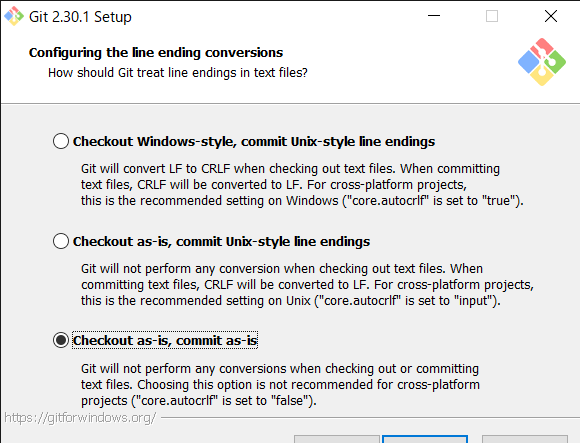 Git 2.30.1 Setup
Configuring the line ending conversions
How should Git treat line endings in text files?
Checkout Windows-style, commit Unix-style line endings
Git will convert LF to CRLF when checking out text files. When committing
text files, CRLF will be converted to LF. For cross-platform projects,
this is the recommended setting on Windows ("core.autocrlf" is set to "true").
Checkout as-is, commit Unix-style line endings
Git will not perform any conversion when checking out text files. When
committing text files, CRLF will be converted to LF. For cross-platform projects,
this is the recommended setting on Unix ("core.autocrlf" is set to "input").
Checkout as-is, commit as-is
Git will not perform any conversions when checking out or committing
text files. Choosing this option is not recommended for cross-platform
projects ("core.autocrlf" is set to "false").
https://gitforwindows.org/